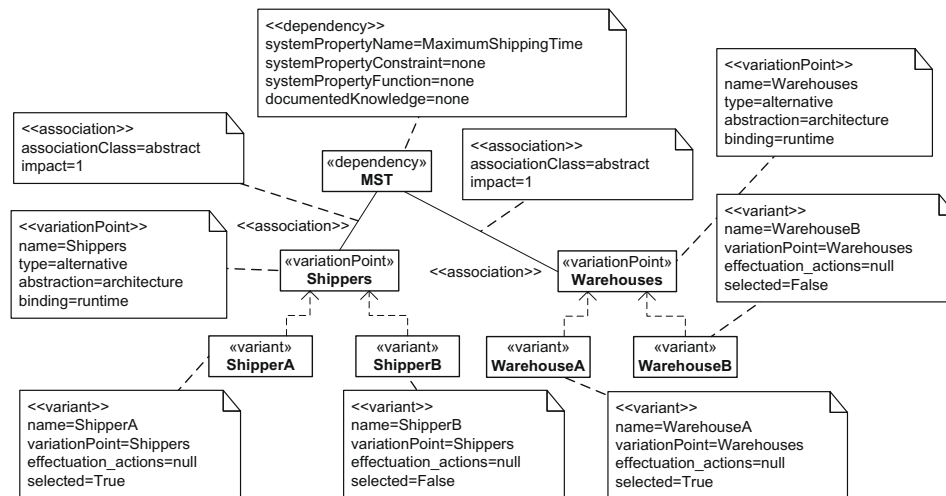 <<dependency>>
systemPropertyName=MaximumShippingTime
systemPropertyConstraint=none
systemPropertyFunction=none
documentedKnowledge=none
<<variationPoint>>
name=Warehouses
type=alternative
abstraction=architecture
binding=runtime
<<association>>
associationClass=abstract
impact=1
«dependency»
MST
<<association>>
associationClass=abstract
impact=1
<<variationPoint>>
name=Shippers
type=alternative
abstraction=architecture
binding=runtime
<<association>>
<<association>>
«variationPoint»
Shippers
«variationPoint»
Warehouses
<<variant>>
name=WarehouseB
variationPoint=Warehouses
effectuation_actions=null
selected=False
«variant»
ShipperA
«variant»
ShipperB
«variant»
WarehouseA
«variant»
WarehouseB
<<variant>>
name=ShipperA
variationPoint=Shippers
effectuation_actions=null
selected=True
<<variant>>
name=ShipperB
variationPoint=Shippers
effectuation_actions=null
selected=False
<<variant>>
name=WarehouseA
variationPoint=Warehouses
effectuation_actions=null
selected=True